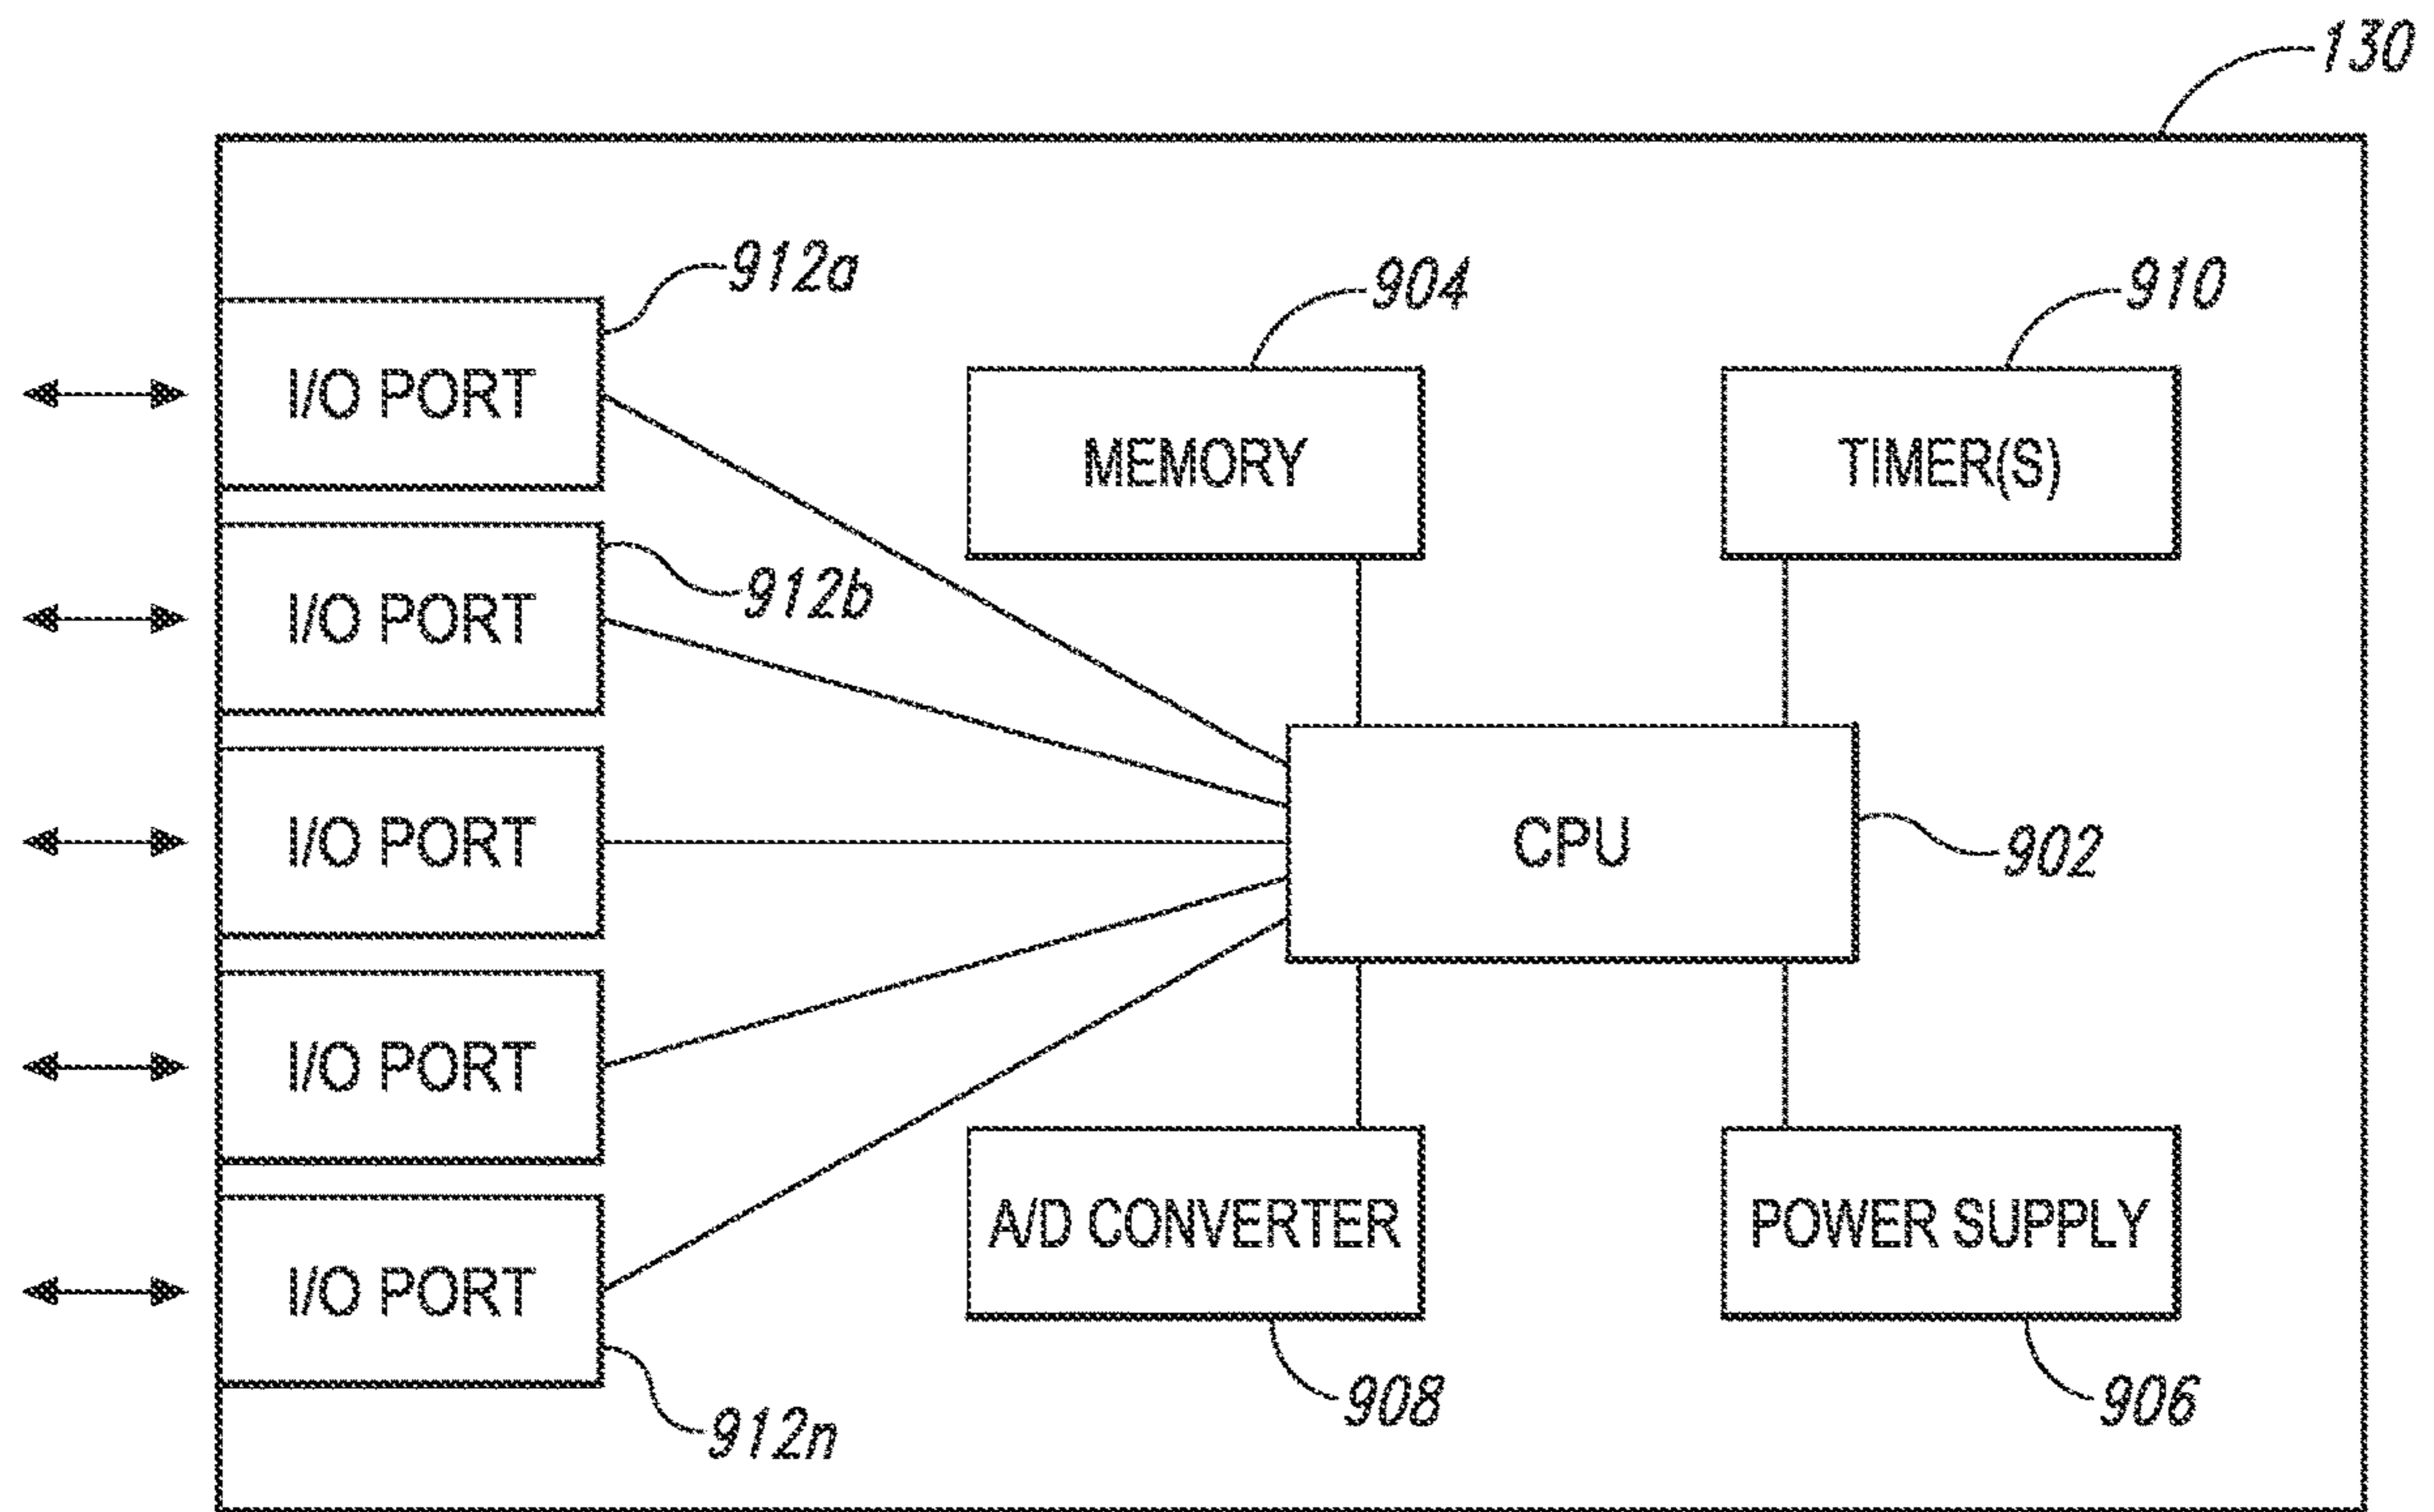 130
912a
904
910
I/O PORT
MEMORY
TIMER(S)
912b
I/O PORT
I/O PORT
CPU
902
I/O PORT
A/D CONVERTER
POWER SUPPLY
I/O PORT
908
906
912n